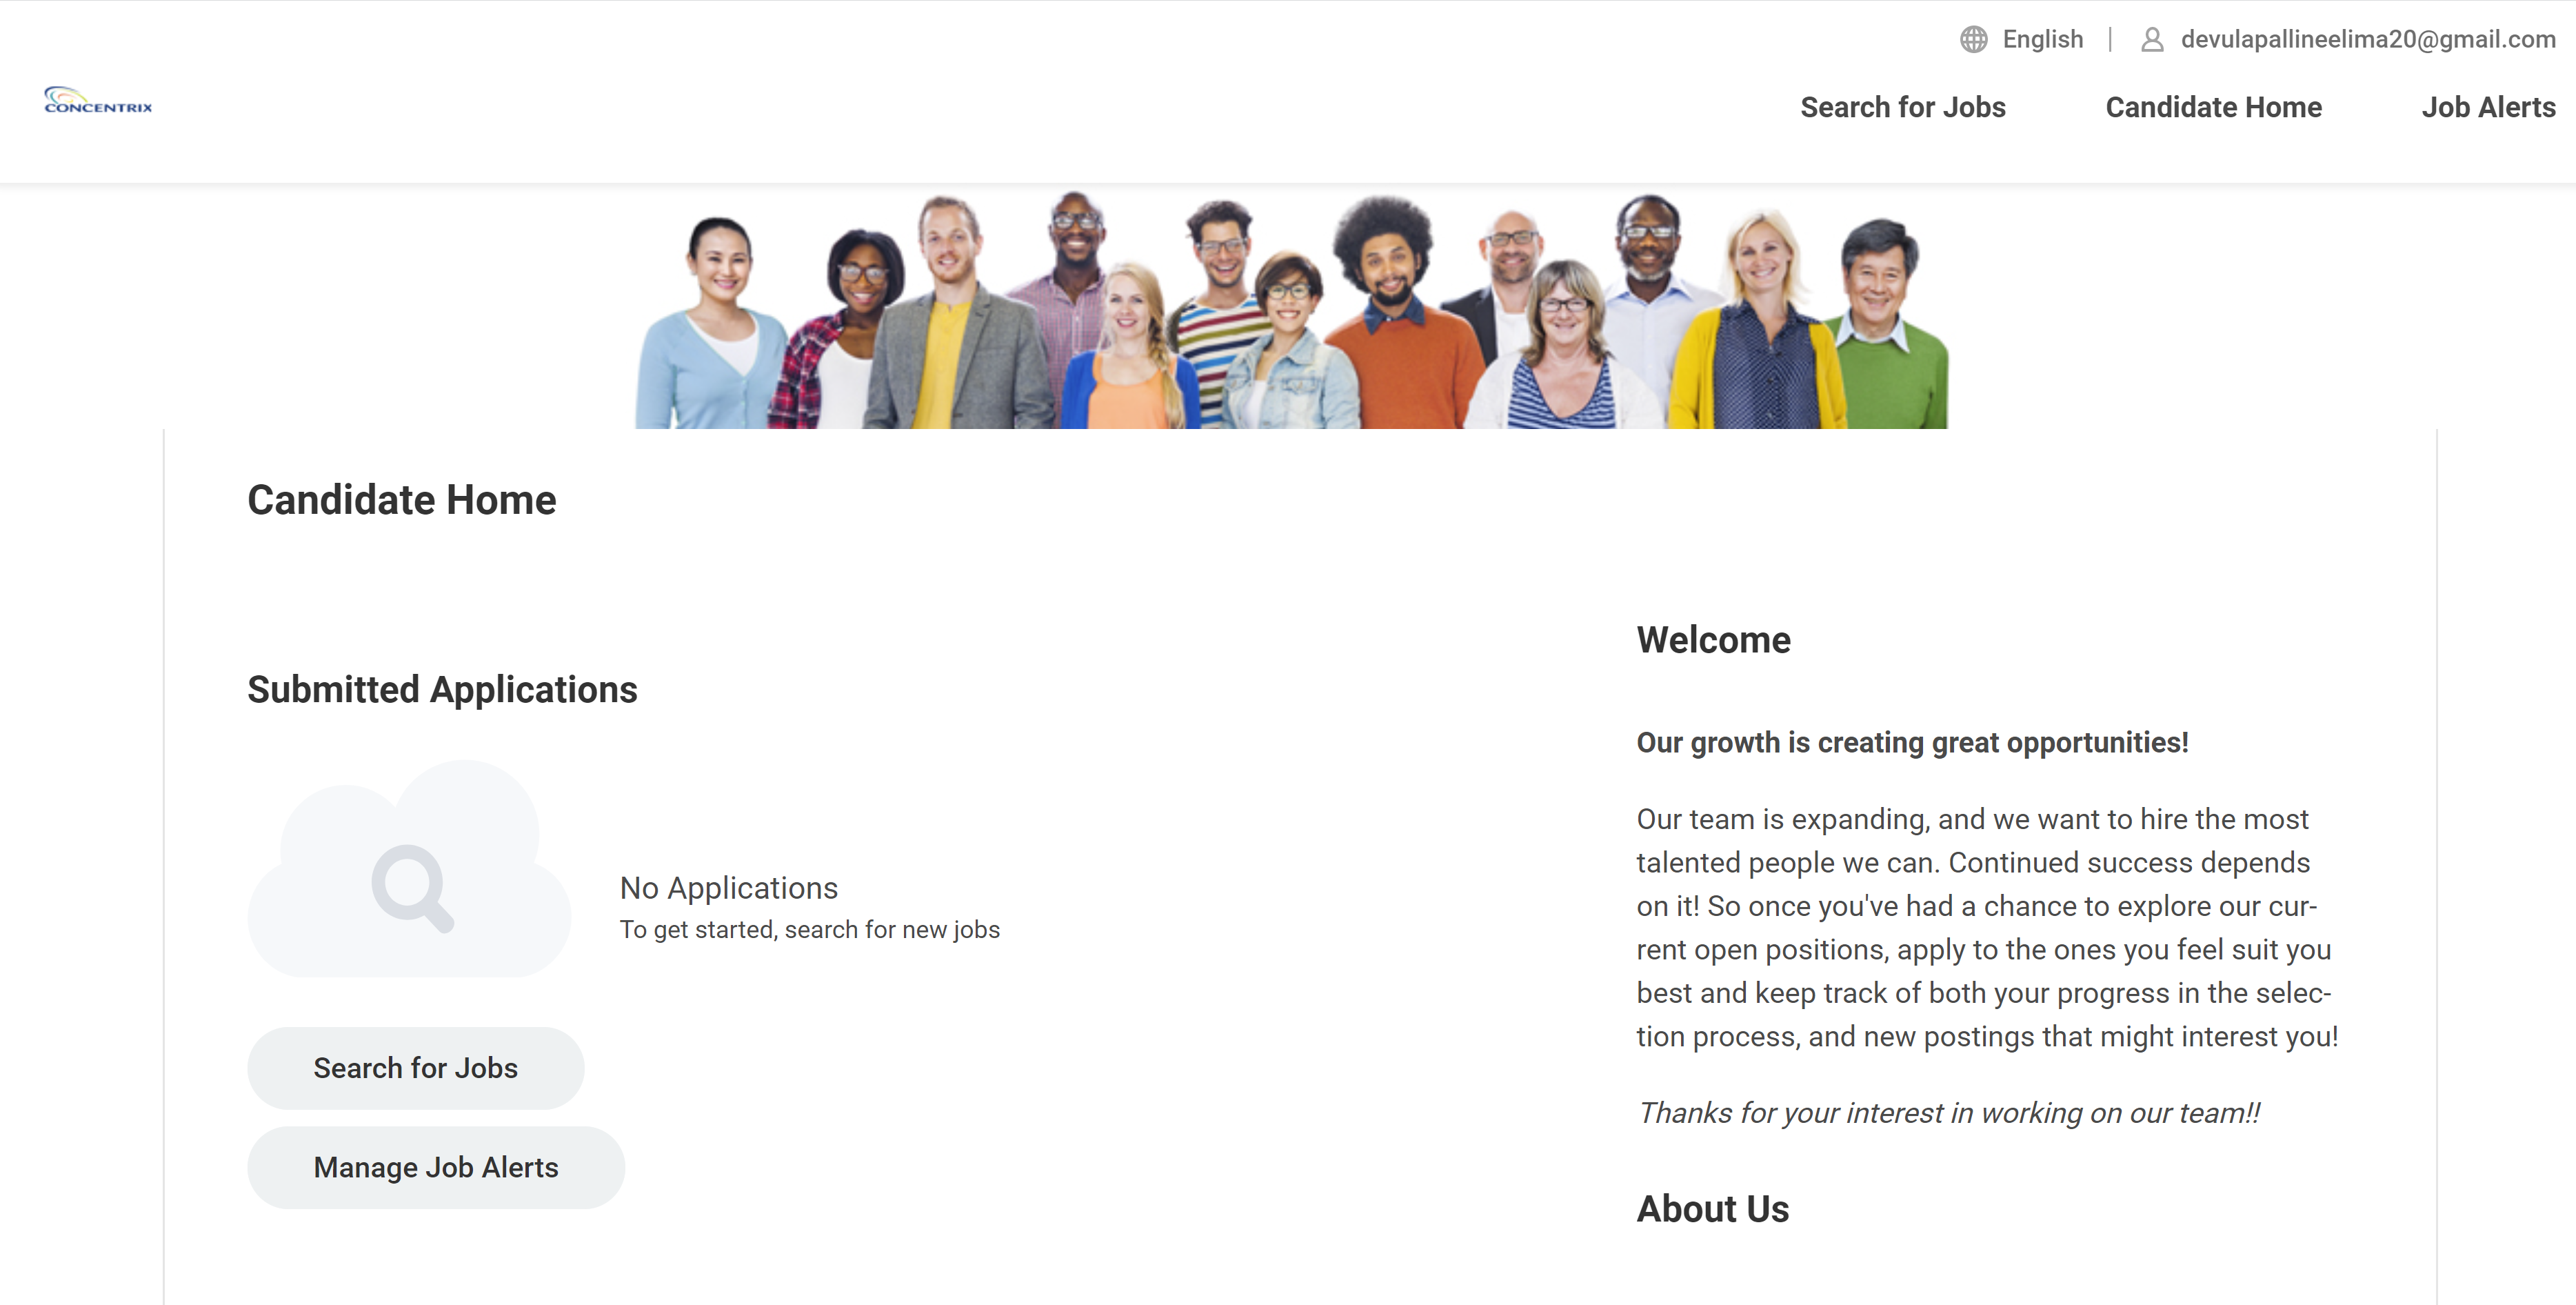 English
devulapallineelima20@gmail.com
CONCENTRIX
Search for Jobs
Candidate Home
Job Alerts
Candidate Home
Submitted Applications
No Applications
To get started, search for new jobs
Search for Jobs
Manage Job Alerts
Welcome
Our growth is creating great opportunities!
Our team is expanding, and we want to hire the most
talented people we can. Continued success depends
on it! So once you've had a chance to explore our cur-
rent open positions, apply to the ones you feel suit you
best and keep track of both your progress in the selec-
tion process, and new postings that might interest you!
Thanks for your interest in working on our team!!
About Us